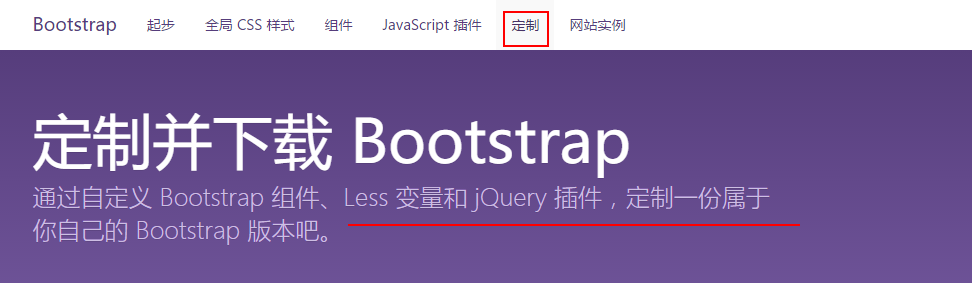 Bootstrap 起步 全局 CSS 样式 组件 JavaScript 插件 定制 网站实例
定制并下载 Bootstrap
通过自定义 Bootstrap 组件、Less 变量和 jQuery 插件，定制一份属于
你自己的 Bootstrap 版本吧。